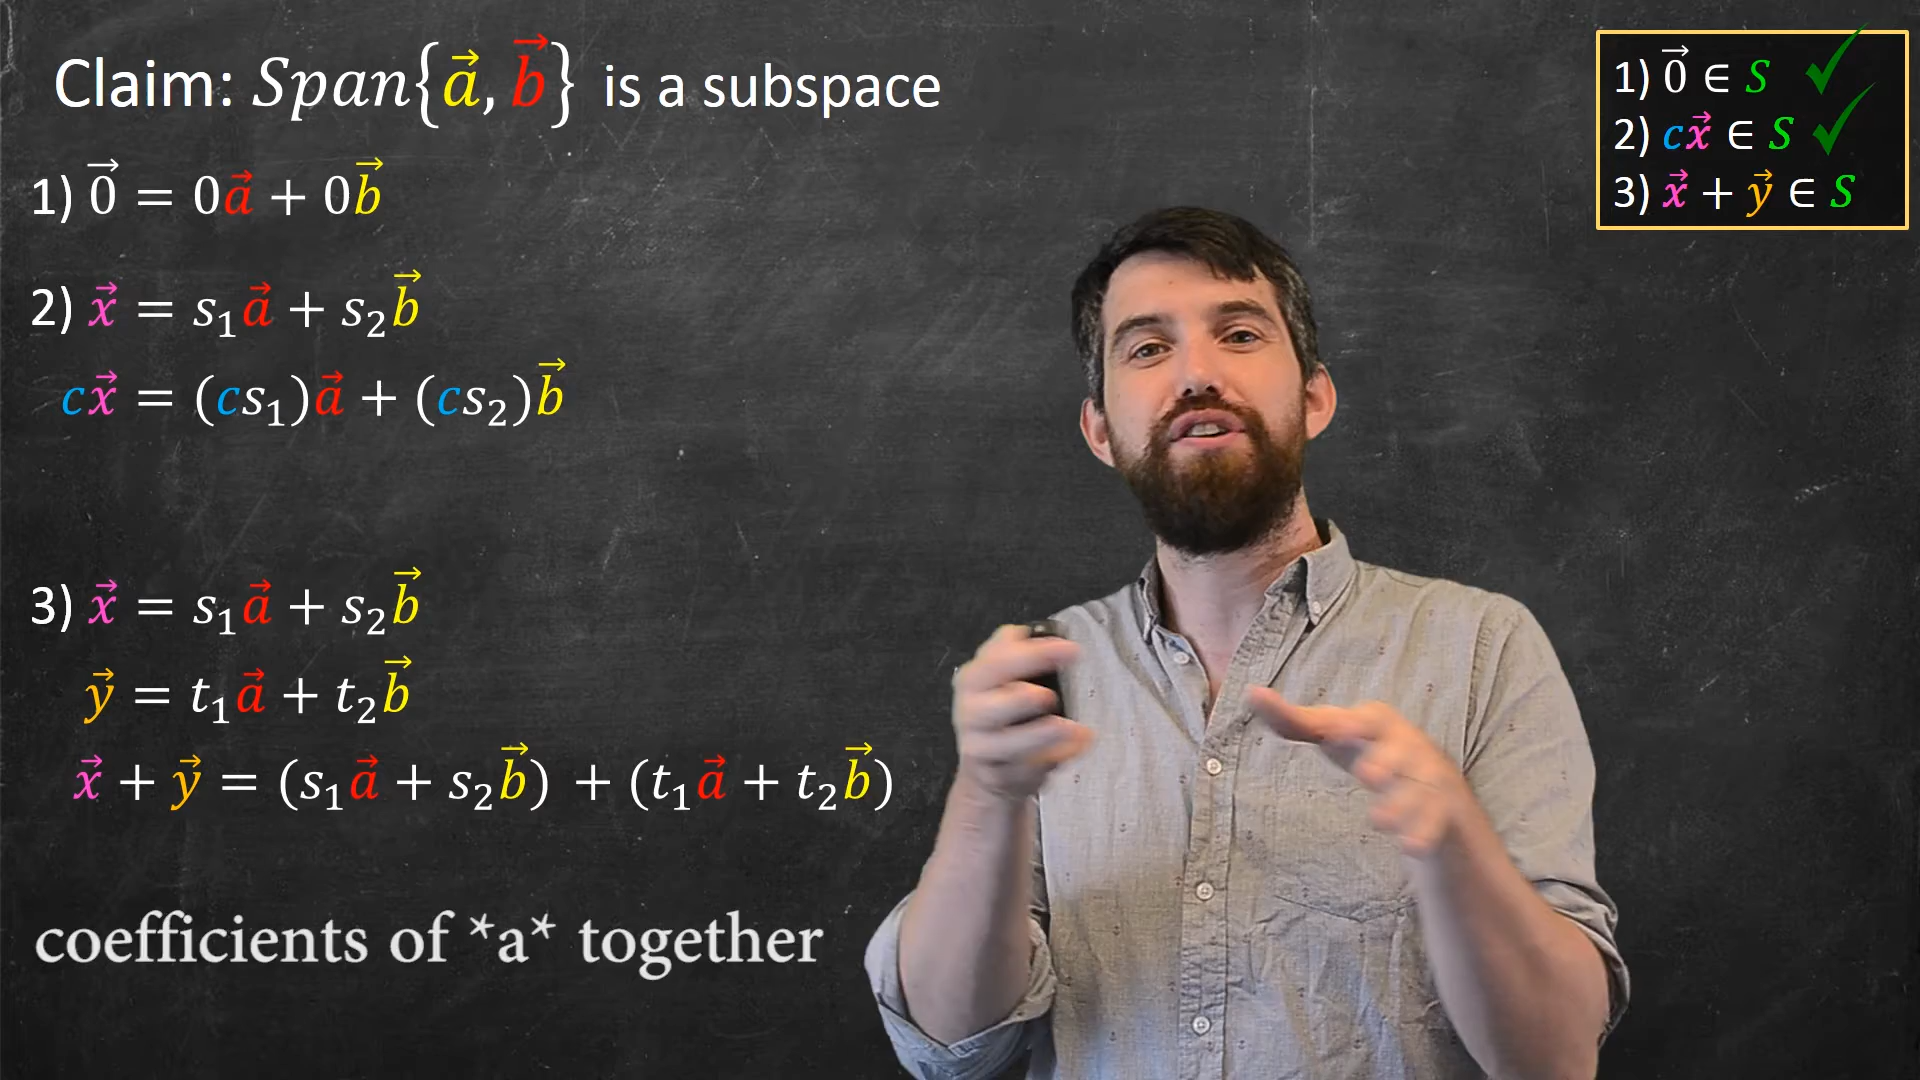 Claim: Span{a⃗, b⃗} is a subspace
1) 0⃗ ∈ S ✓
2) cx⃗ ∈ S ✓
3) x⃗ + y⃗ ∈ S
1) 0⃗ = 0a⃗ + 0b⃗
2) x⃗ = s₁a⃗ + s₂b⃗
cx⃗ = (cs₁)a⃗ + (cs₂)b⃗
3) x⃗ = s₁a⃗ + s₂b⃗
y⃗ = t₁a⃗ + t₂b⃗
x⃗ + y⃗ = (s₁a⃗ + s₂b⃗) + (t₁a⃗ + t₂b⃗)
coefficients of *a* together